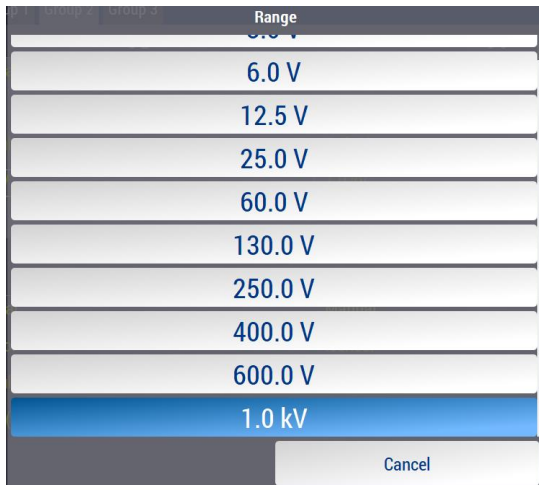 Group 2 Group 3
Range
6.0 V
12.5 V
25.0 V
60.0 V
130.0 V
250.0 V
400.0 V
600.0 V
1.0 kV
Cancel